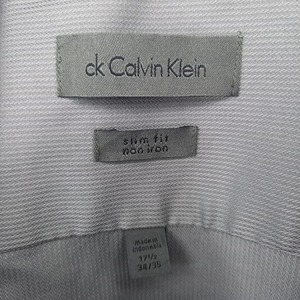 ck Calvin Klein
slim fit
non iron
made in
Indonesia
17½
34/35